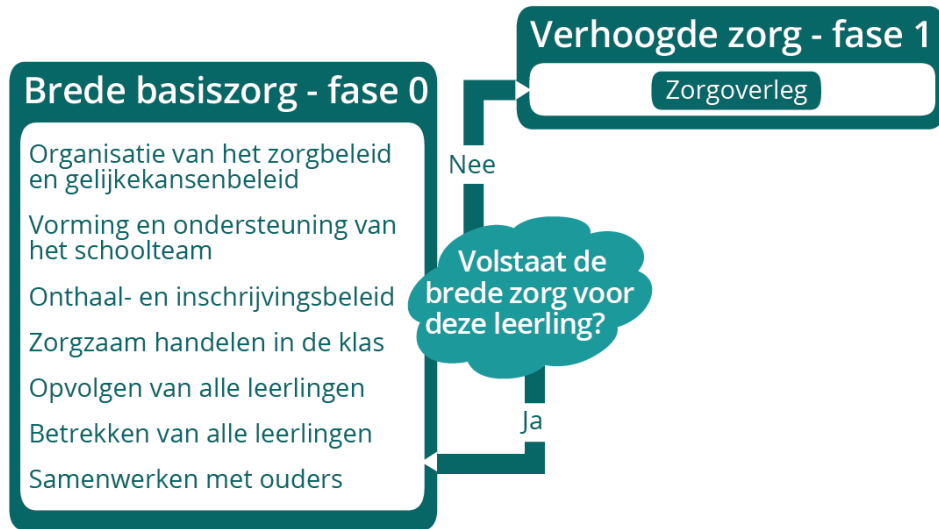 Brede basiszorg - fase 0
Organisatie van het zorgbeleid
en gelijkekansenbeleid
Vorming en ondersteuning van
het schoolteam
Onthaal- en inschrijvingsbeleid
Zorgzaam handelen in de klas
Opvolgen van alle leerlingen
Betrekken van alle leerlingen
Samenwerken met ouders
Volstaat de
brede zorg voor
deze leerling?
Nee
Ja
Verhoogde zorg - fase 1
Zorgoverleg